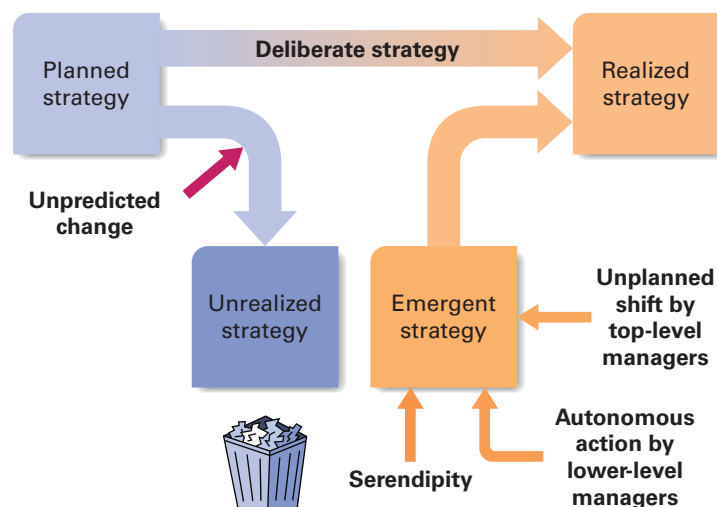 Planned
strategy
Deliberate strategy
Realized
strategy
Unpredicted
change
Unrealized
strategy
Emergent
strategy
Unplanned
shift by
top-level
managers
Serendipity
Autonomous
action by
lower-level
managers